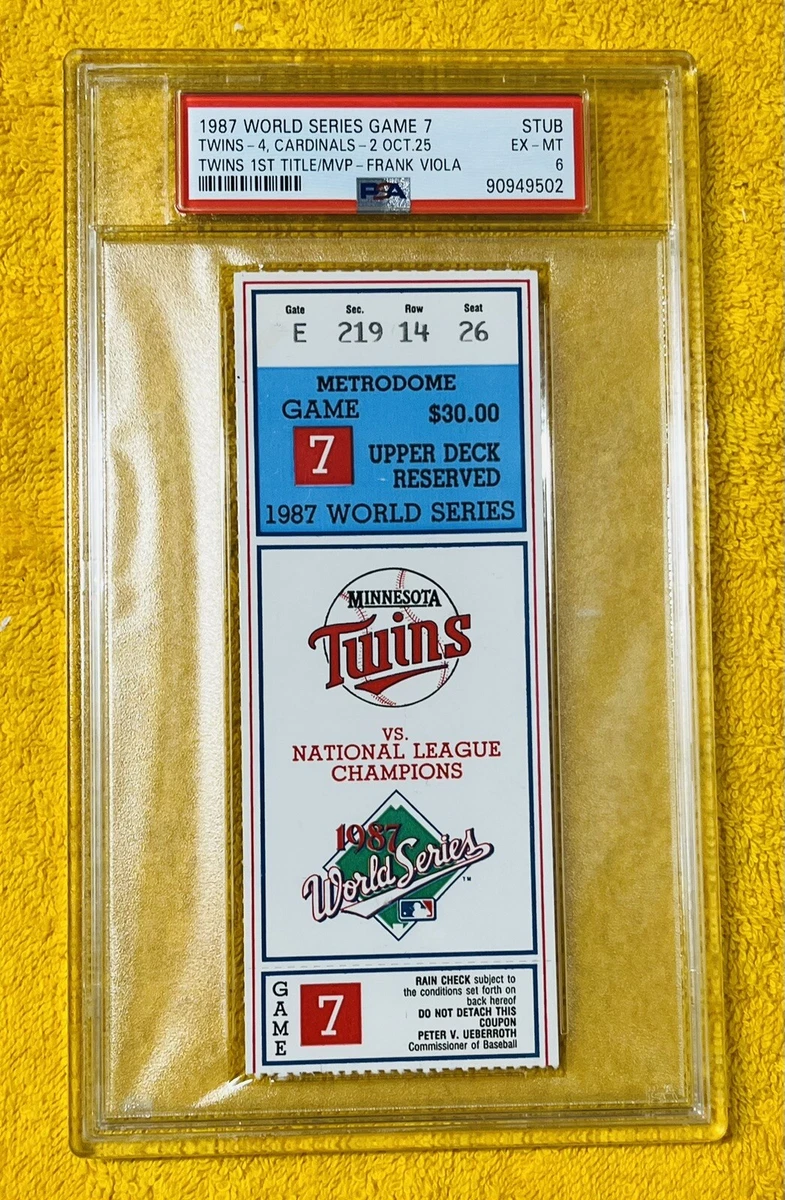 1987 WORLD SERIES GAME 7 STUB
TWINS-4, CARDINALS-2 OCT.25 EX-MT
TWINS 1ST TITLE/MVP-FRANK VIOLA 6
PSA 90949502
Gate Sec. Row Seat
E 219 14 26
METRODOME
GAME $30.00
7 UPPER DECK
RESERVED
1987 WORLD SERIES
MINNESOTA
Twins
VS.
NATIONAL LEAGUE
CHAMPIONS
1987
World Series
TM
GAME
7
RAIN CHECK subject to
the conditions set forth on
back hereof
DO NOT DETACH THIS
COUPON
PETER V. UEBERROTH
Commissioner of Baseball